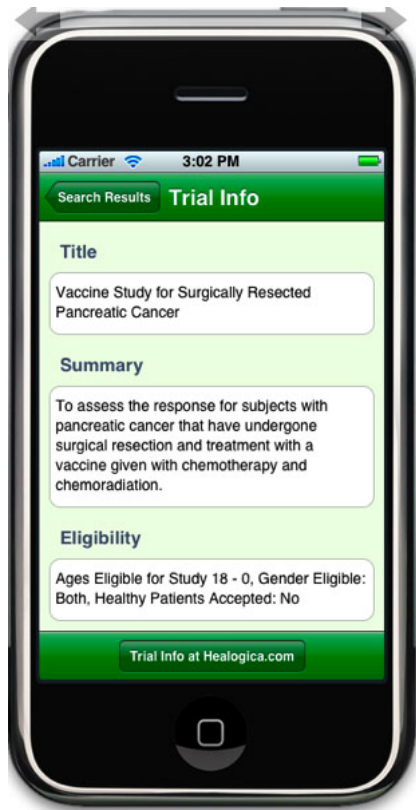 Carrier 3:02 PM
Search Results Trial Info
Title
Vaccine Study for Surgically Resected
Pancreatic Cancer
Summary
To assess the response for subjects with
pancreatic cancer that have undergone
surgical resection and treatment with a
vaccine given with chemotherapy and
chemoradiation.
Eligibility
Ages Eligible for Study 18 - 0, Gender Eligible:
Both, Healthy Patients Accepted: No
Trial Info at Healogica.com